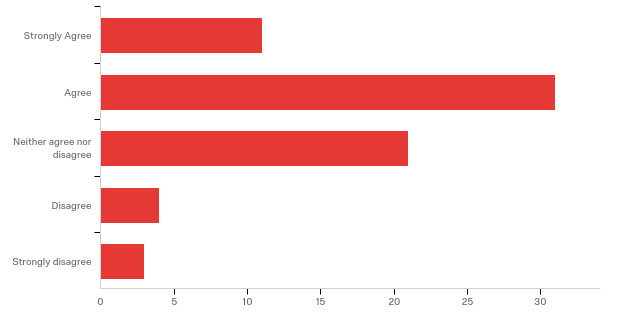 Strongly Agree
Agree
Neither agree nor
disagree
Disagree
Strongly disagree
0 5 10 15 20 25 30